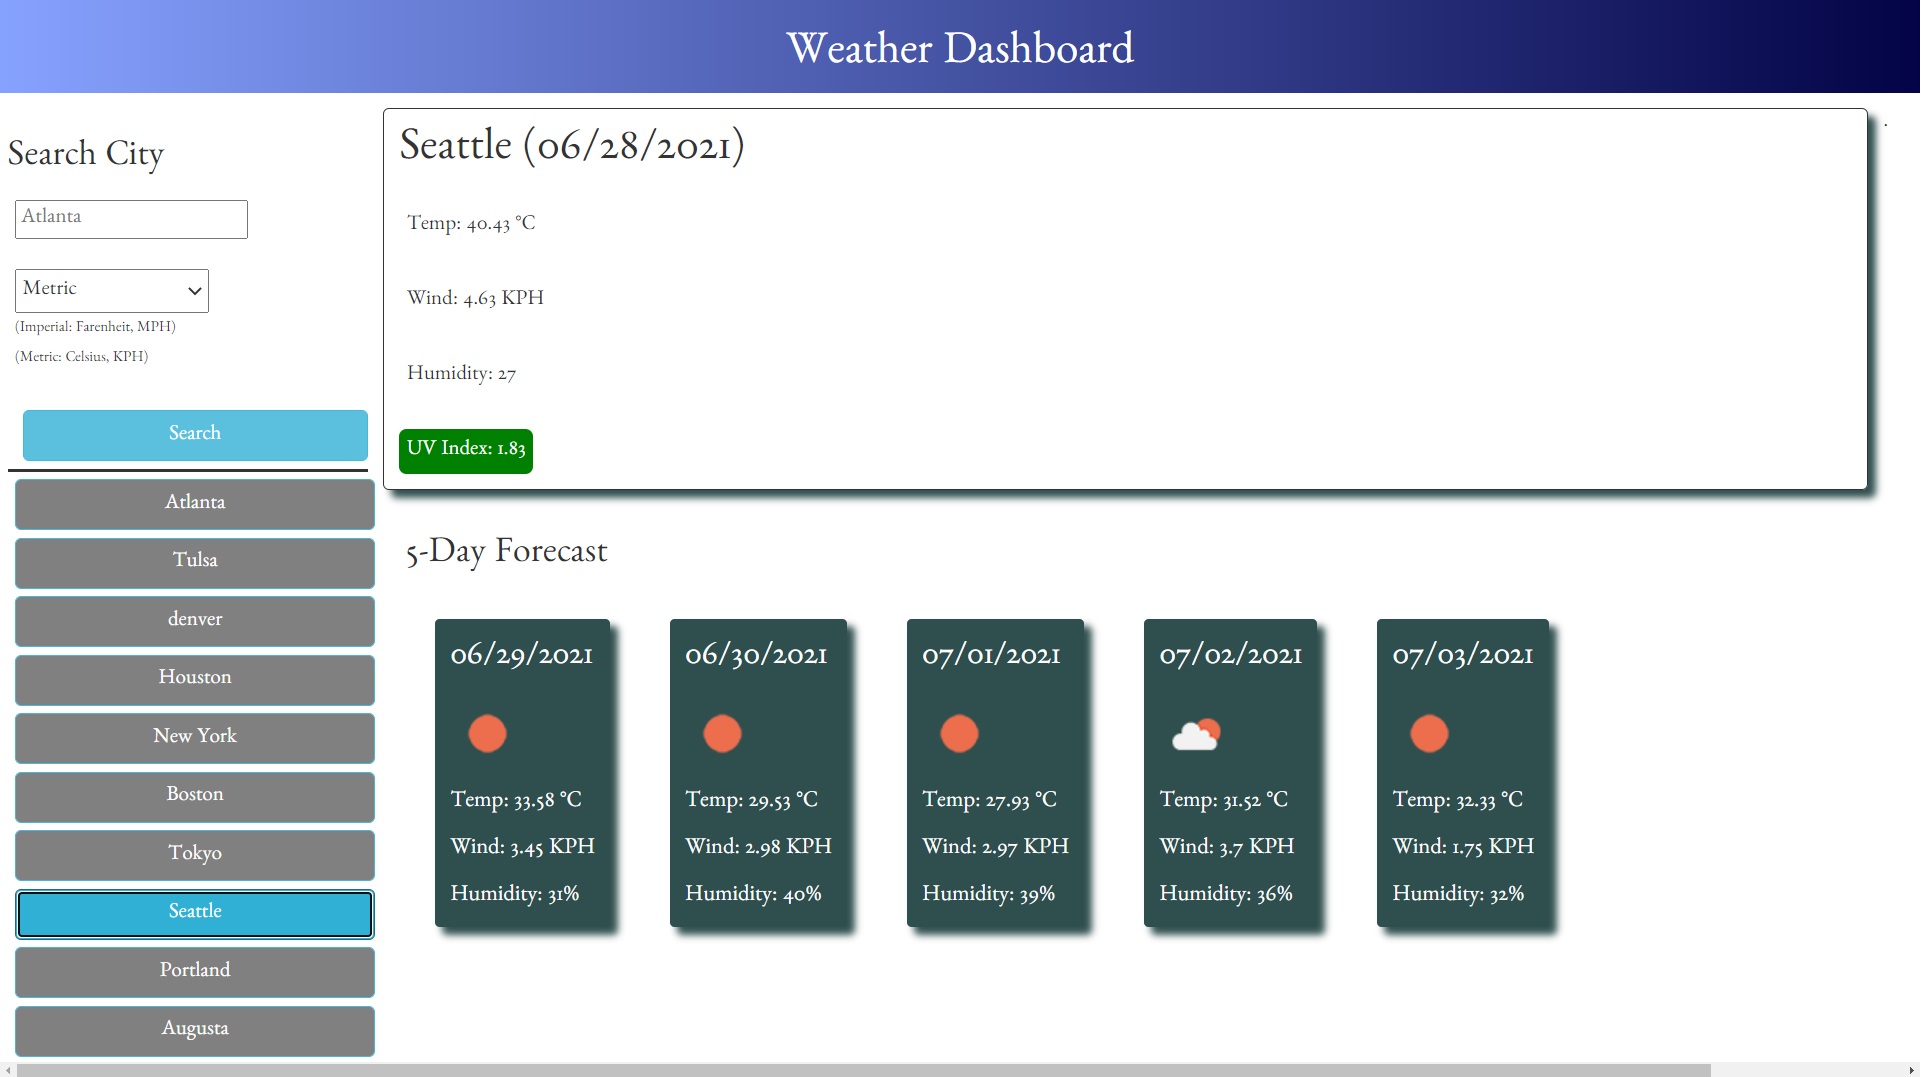 Weather Dashboard
Search City
Atlanta
Metric
(Imperial: Farenheit, MPH)
(Metric: Celsius, KPH)
Search
Atlanta
Tulsa
denver
Houston
New York
Boston
Tokyo
Seattle
Portland
Augusta
Seattle (06/28/2021)
Temp: 40.43 °C
Wind: 4.63 KPH
Humidity: 27
UV Index: 1.83
.
5-Day Forecast
06/29/2021
Temp: 33.58 °C
Wind: 3.45 KPH
Humidity: 31%
06/30/2021
Temp: 29.53 °C
Wind: 2.98 KPH
Humidity: 40%
07/01/2021
Temp: 27.93 °C
Wind: 2.97 KPH
Humidity: 39%
07/02/2021
Temp: 31.52 °C
Wind: 3.7 KPH
Humidity: 36%
07/03/2021
Temp: 32.33 °C
Wind: 1.75 KPH
Humidity: 32%